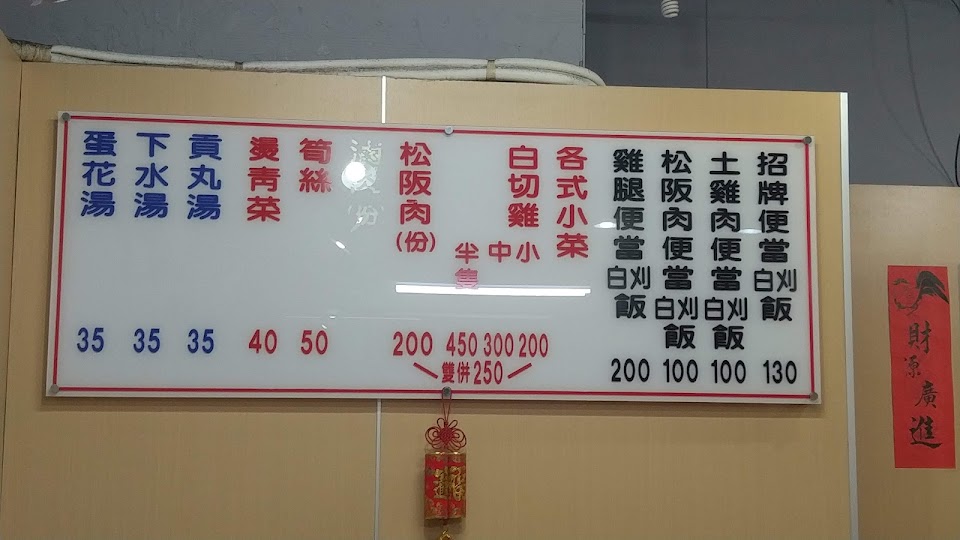 招牌便當白刈飯 130
土雞肉便當白刈飯 100
松阪肉便當白刈飯 100
雞腿便當白刈飯 200
各式小菜
白切雞
小 200
中 300
半隻 450
松阪肉(份) 200
雙併250
筍絲 50
燙青菜 40
貢丸湯 35
下水湯 35
蛋花湯 35
財源廣進